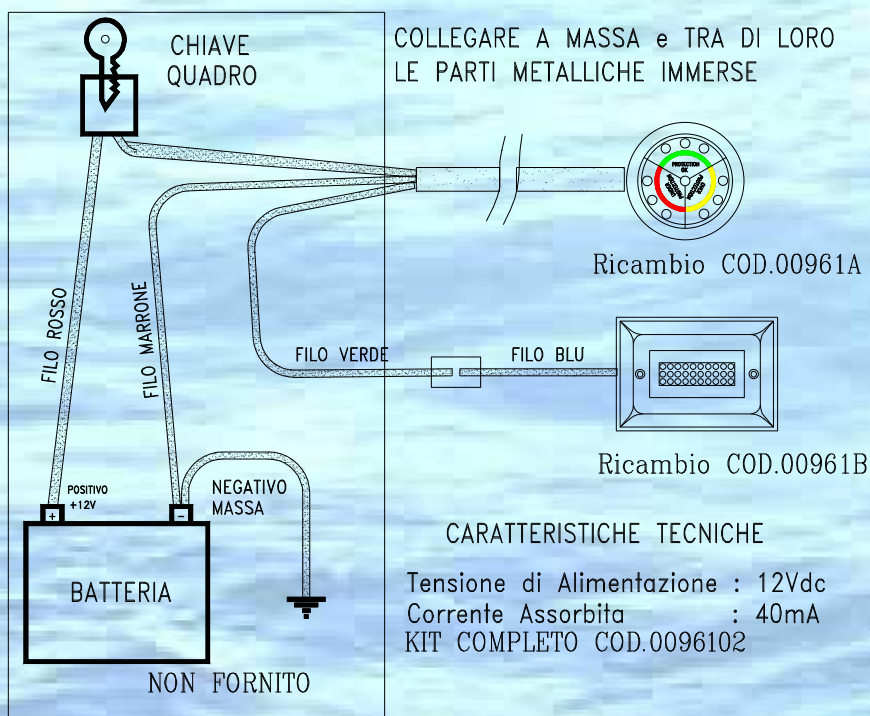 CHIAVE
QUADRO
COLLEGARE A MASSA e TRA DI LORO
LE PARTI METALLICHE IMMERSE
PROTECTION
OK
Ricambio COD.00961A
FILO ROSSO
FILO MARRONE
FILO VERDE
FILO BLU
Ricambio COD.00961B
POSITIVO
+12V
NEGATIVO
MASSA
+
-
BATTERIA
NON FORNITO
CARATTERISTICHE TECNICHE
Tensione di Alimentazione : 12Vdc
Corrente Assorbita : 40mA
KIT COMPLETO COD.0096102